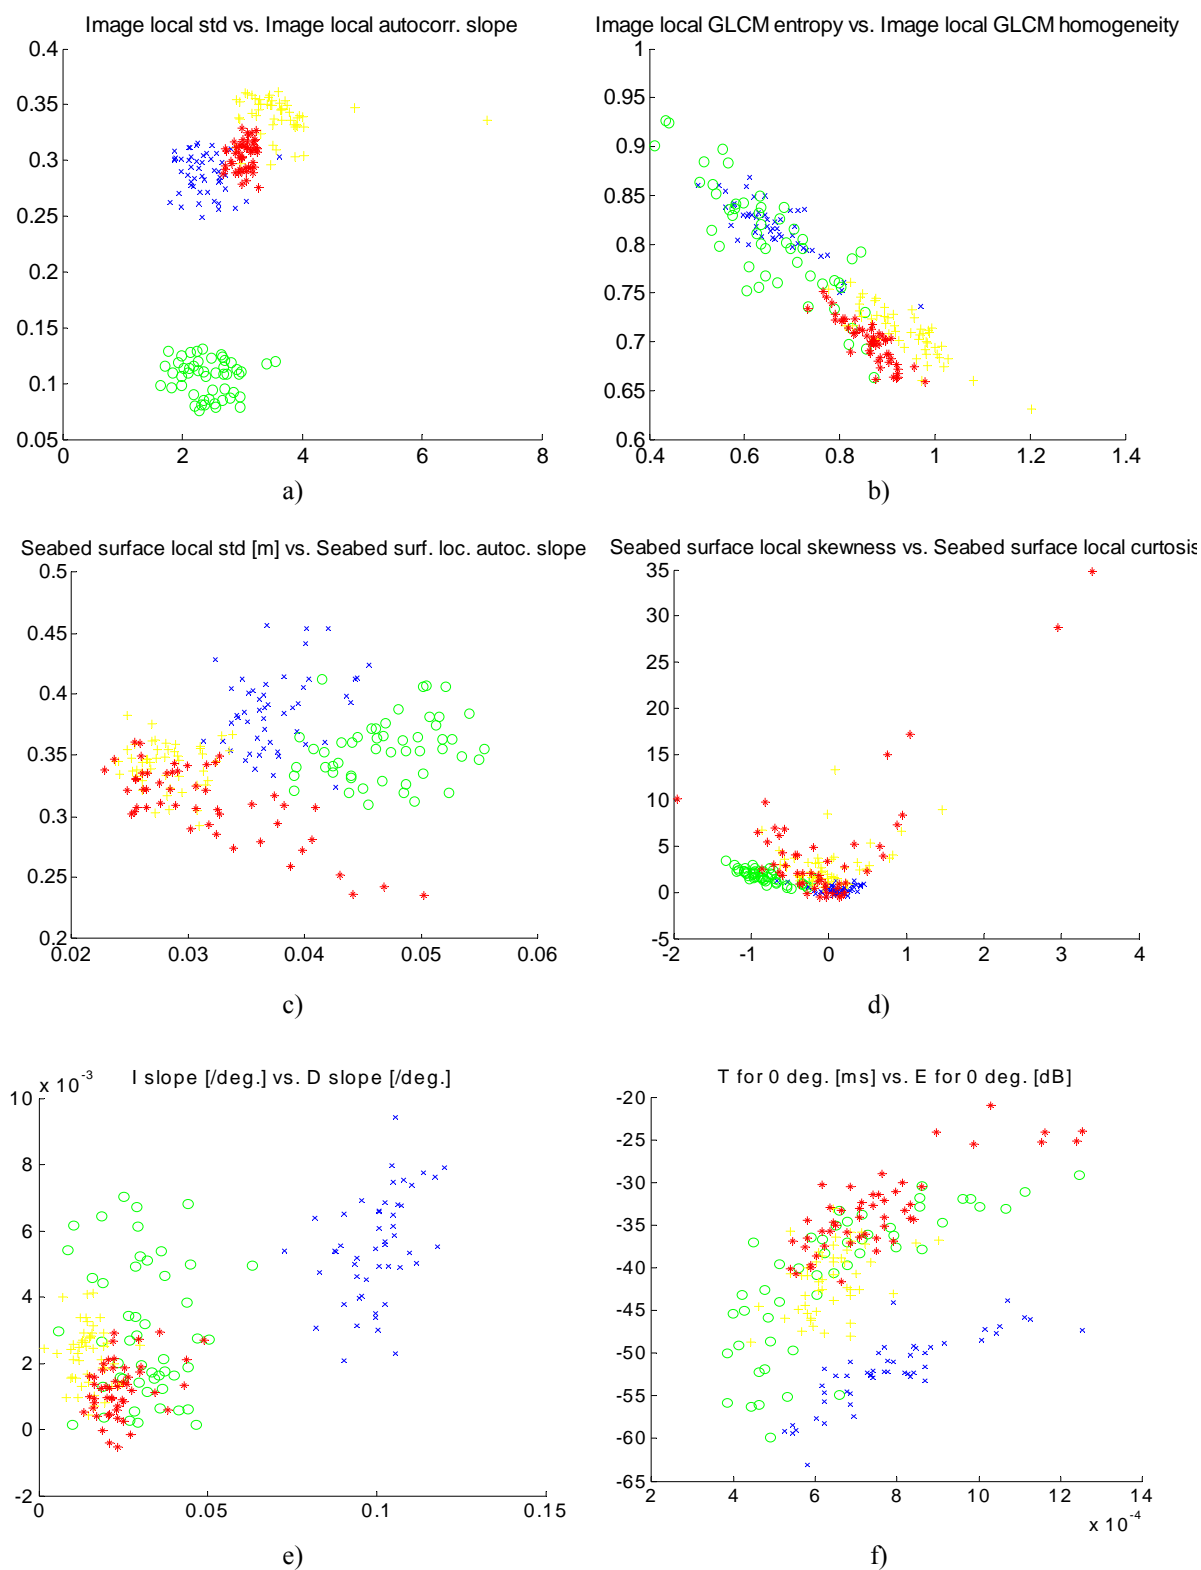 Image local std vs. Image local autocorr. slope
0.4
0.35
0.3
0.25
0.2
0.15
0.1
0.05
0 2 4 6 8
a)
Image local GLCM entropy vs. Image local GLCM homogeneity
1
0.95
0.9
0.85
0.8
0.75
0.7
0.65
0.6
0.4 0.6 0.8 1 1.2 1.4
b)
Seabed surface local std [m] vs. Seabed surf. loc. autoc. slope
0.5
0.45
0.4
0.35
0.3
0.25
0.2
0.02 0.03 0.04 0.05 0.06
c)
Seabed surface local skewness vs. Seabed surface local curtosis
35
30
25
20
15
10
5
0
-5
-2 -1 0 1 2 3 4
d)
x 10-3
I slope [/deg.] vs. D slope [/deg.]
10
8
6
4
2
0
-2
0 0.05 0.1 0.15
e)
T for 0 deg. [ms] vs. E for 0 deg. [dB]
-20
-25
-30
-35
-40
-45
-50
-55
-60
-65
2 4 6 8 10 12 14
x 10-4
f)